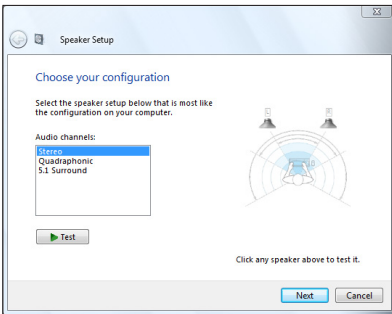 Speaker Setup
Choose your configuration
Select the speaker setup below that is most like
the configuration on your computer.
Audio channels:
Stereo
Quadraphonic
5.1 Surround
Test
Click any speaker above to test it.
Next
Cancel